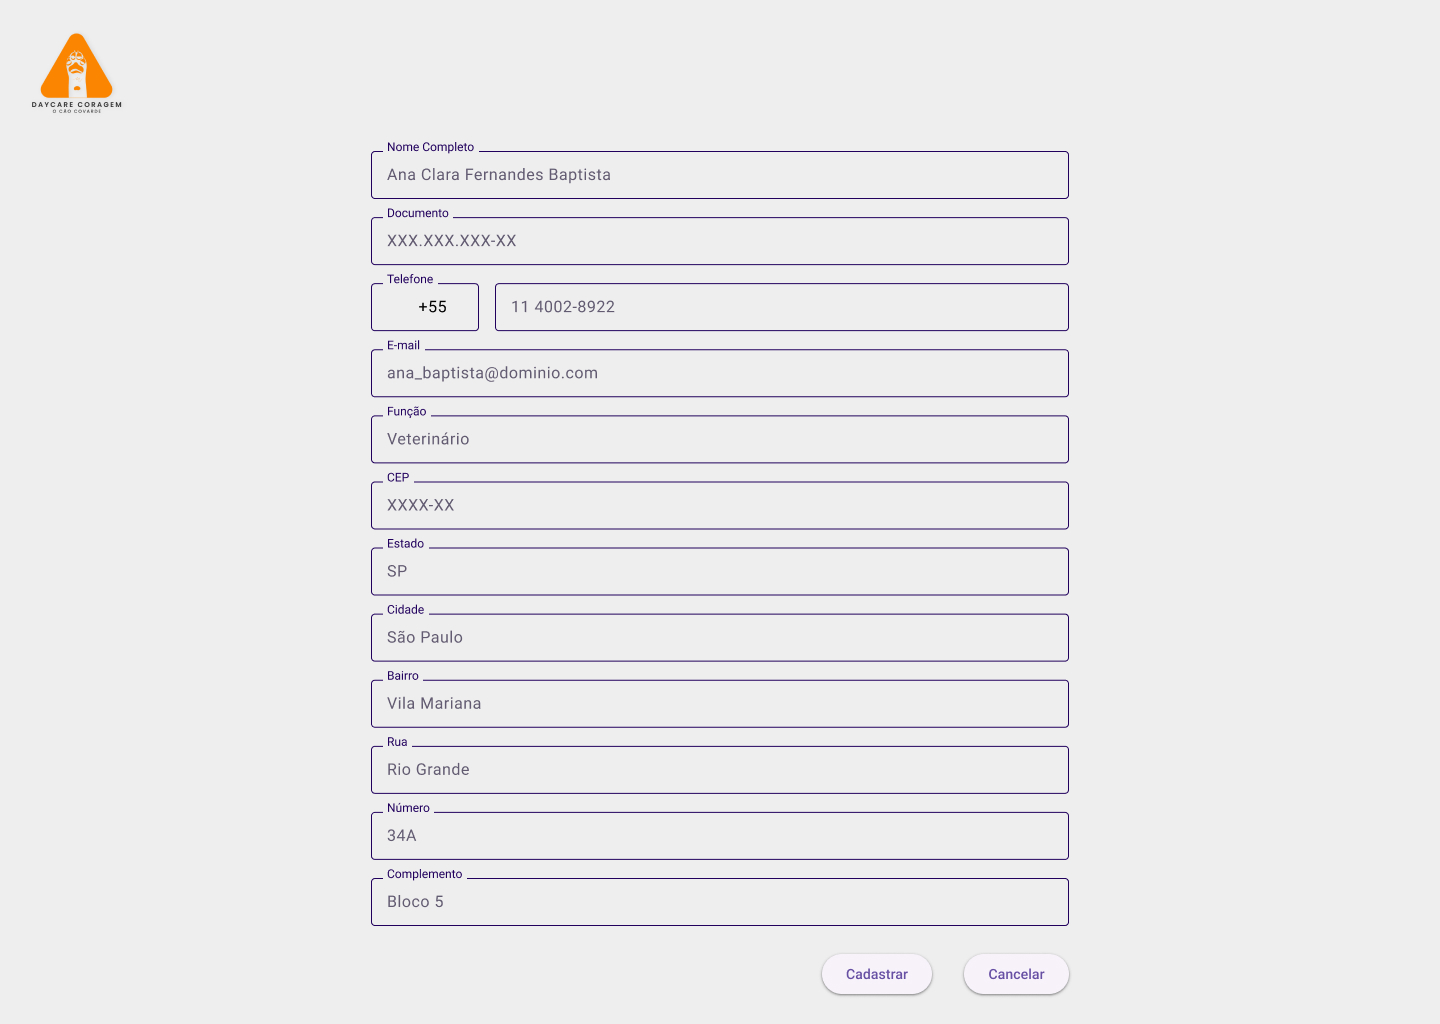 DAYCARE CORAGEM
O CÃO COVARDE
Nome Completo
Ana Clara Fernandes Baptista
Documento
XXX.XXX.XXX-XX
Telefone
+55 11 4002-8922
E-mail
ana_baptista@dominio.com
Função
Veterinário
CEP
XXXX-XX
Estado
SP
Cidade
São Paulo
Bairro
Vila Mariana
Rua
Rio Grande
Número
34A
Complemento
Bloco 5
Cadastrar Cancelar